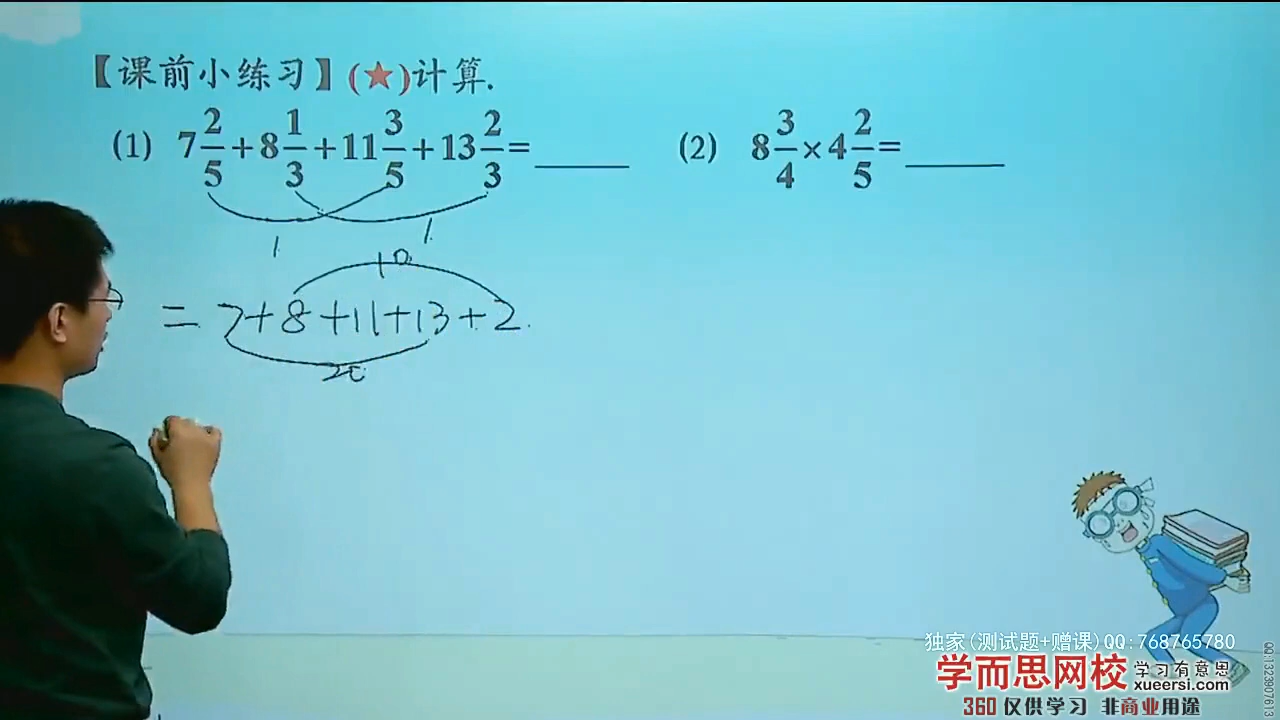 【课前小练习】(★)计算.
(1) 7 2/5 + 8 1/3 + 11 3/5 + 13 2/3 = _____ (2) 8 3/4 × 4 2/5 = _____
1 1
10
= 7+8+11+13+2
20
独家(测试题+赠课)QQ:768765780
学而思网校 学习有意思
xueersi.com
360 仅供学习 非商业用途